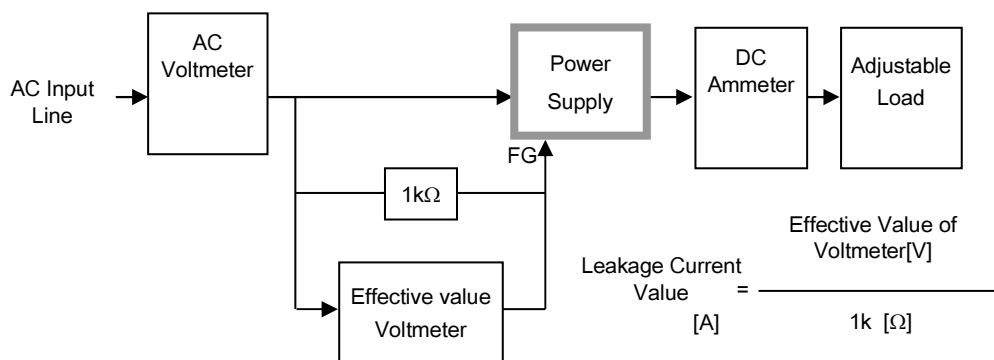 AC Input
Line
AC
Voltmeter
Power
Supply
DC
Ammeter
Adjustable
Load
FG
1kΩ
Effective value
Voltmeter
Leakage Current
Value
[A]
=
Effective Value of
Voltmeter[V]
1k [Ω]